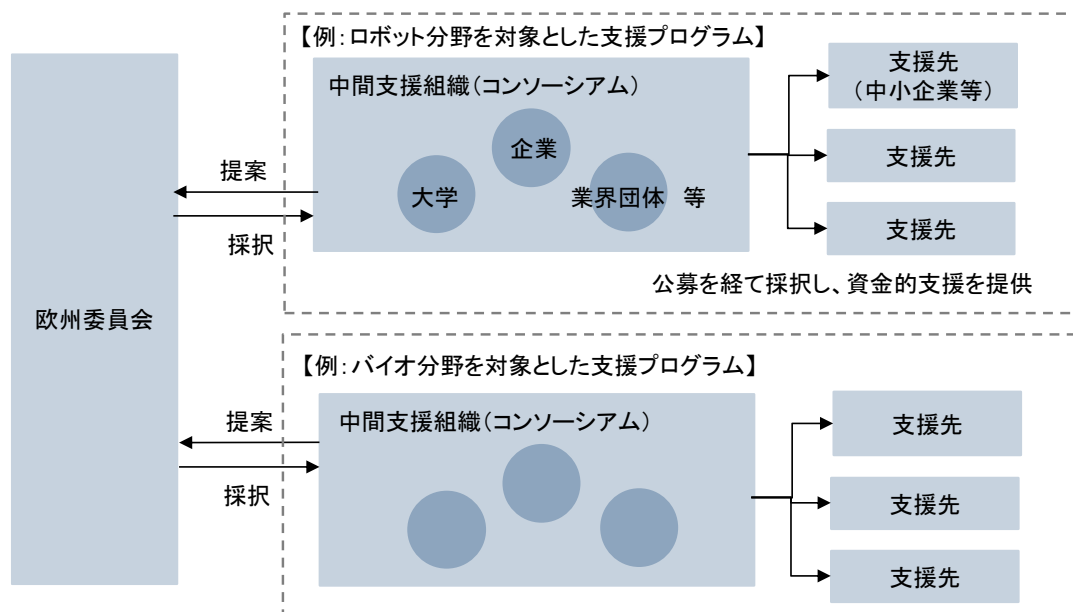 【例：ロボット分野を対象とした支援プログラム】
中間支援組織（コンソーシアム）
企業
大学
業界団体　等
支援先
（中小企業等）
支援先
支援先
提案
採択
公募を経て採択し、資金的支援を提供
欧州委員会
【例：バイオ分野を対象とした支援プログラム】
中間支援組織（コンソーシアム）
提案
採択
支援先
支援先
支援先